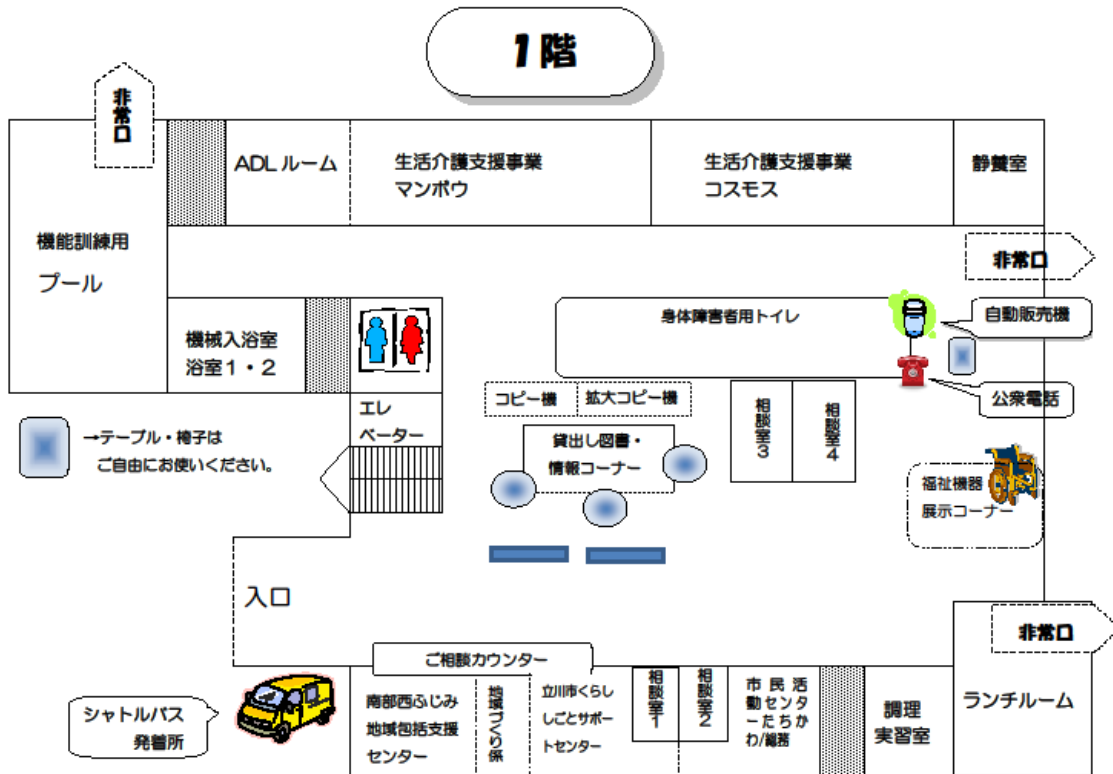 1階
非常口
ADLルーム
生活介護支援事業
マンボウ
生活介護支援事業
コスモス
静養室
機能訓練用
プール
非常口
機械入浴室
浴室1・2
身体障害者用トイレ
自動販売機
公衆電話
エレ
ベーター
コピー機
拡大コピー機
貸出し図書・
情報コーナー
相談室3
相談室4
→テーブル・椅子は
ご自由にお使いください。
福祉機器
展示コーナー
入口
非常口
ご相談カウンター
シャトルバス
発着所
南部西ふじみ
地域包括支援
センター
地域づくり係
立川市くらし
しごとサポー
トセンター
相談室1
相談室2
市民活
動センタ
ーたちか
わ/総務
調理
実習室
ランチルーム